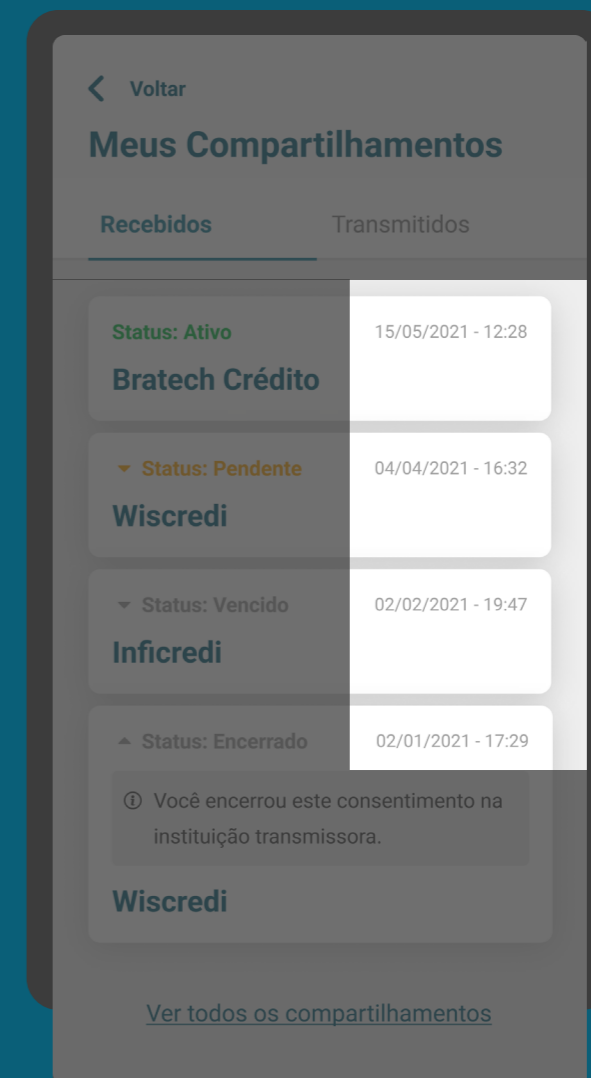 Voltar
Meus Compartilhamentos
Recebidos Transmitidos
Status: Ativo 15/05/2021 - 12:28
Bratech Crédito
Status: Pendente 04/04/2021 - 16:32
Wiscredi
Status: Vencido 02/02/2021 - 19:47
Inficredi
Status: Encerrado 02/01/2021 - 17:29
Você encerrou este consentimento na
instituição transmissora.
Wiscredi
Ver todos os compartilhamentos